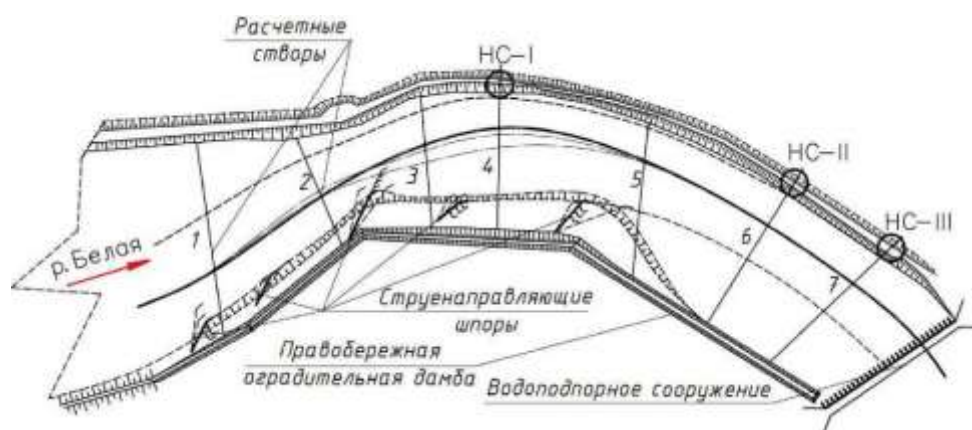 Расчетные
створы
НС-I
НС-II
НС-III
1
2
3
4
5
6
7
р. Белая
Струенаправляющие
шпоры
Правобережная
оградительная дамба
Водоподпорное сооружение